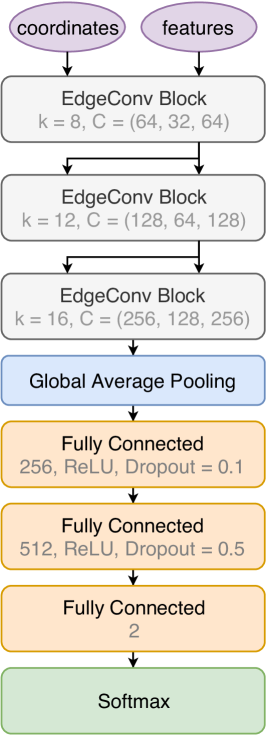 coordinates
features
EdgeConv Block
k = 8, C = (64, 32, 64)
EdgeConv Block
k = 12, C = (128, 64, 128)
EdgeConv Block
k = 16, C = (256, 128, 256)
Global Average Pooling
Fully Connected
256, ReLU, Dropout = 0.1
Fully Connected
512, ReLU, Dropout = 0.5
Fully Connected
2
Softmax